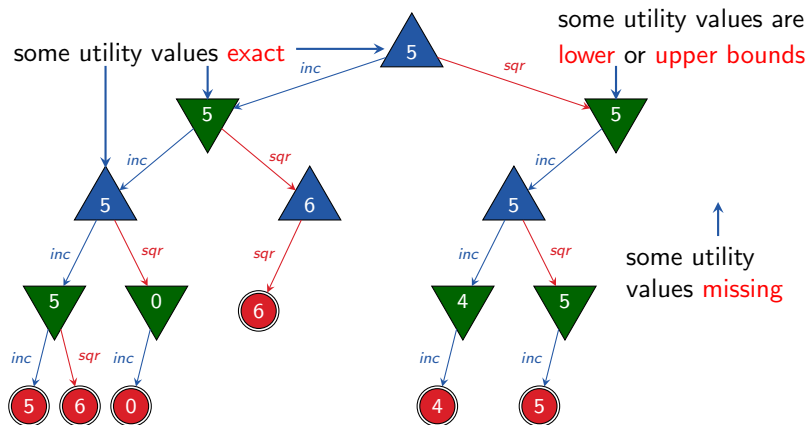 some utility values are
some utility values exact
lower or upper bounds
5
inc
sqr
5
5
inc
sqr
inc
5
6
5
inc
sqr
sqr
inc
sqr
some utility
values missing
5
0
6
4
5
inc
sqr
inc
inc
inc
5
6
0
4
5